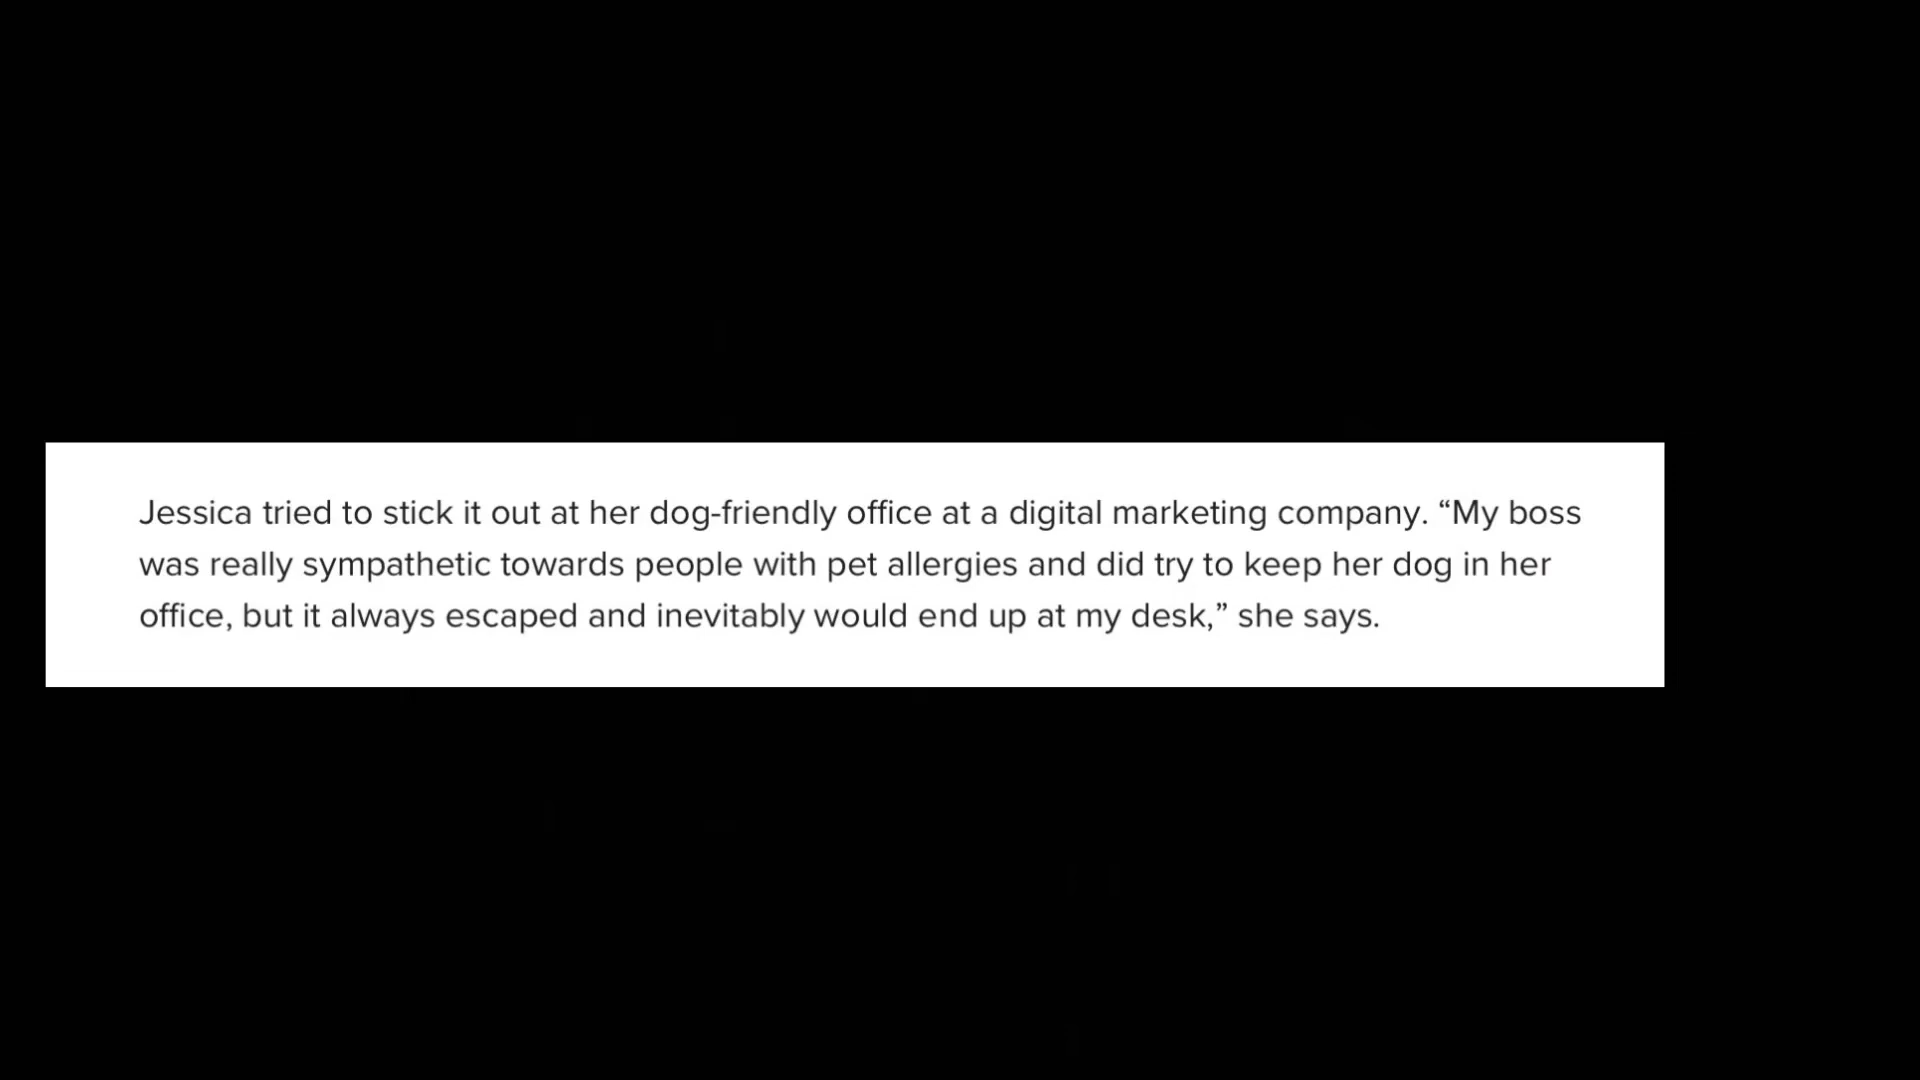 Jessica tried to stick it out at her dog-friendly office at a digital marketing company. “My boss
was really sympathetic towards people with pet allergies and did try to keep her dog in her
office, but it always escaped and inevitably would end up at my desk,” she says.